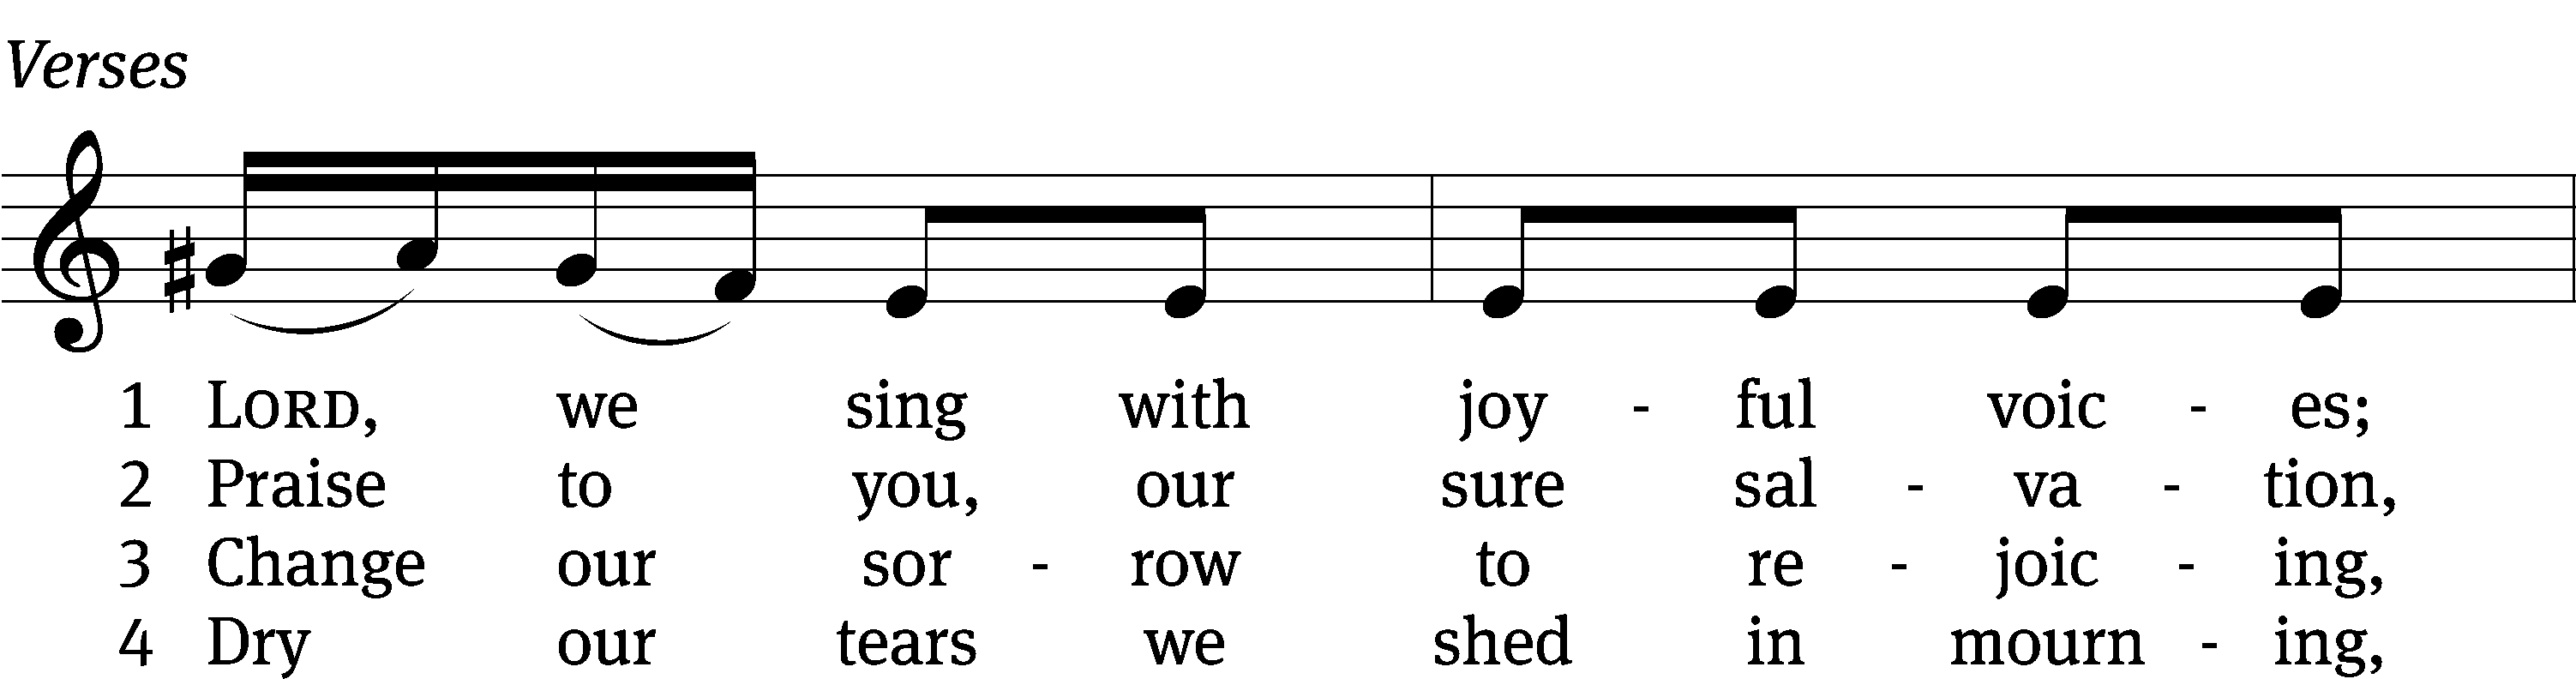 Verses
1 LORD, we sing with joy - ful voic - es;
2 Praise to you, our sure sal - va - tion,
3 Change our sor - row to re - joic - ing,
4 Dry our tears we shed in mourn - ing,